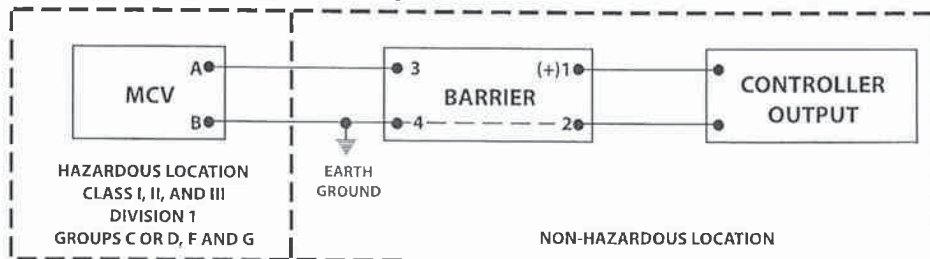 A
MCV
B
3
(+)1
BARRIER
4
2
CONTROLLER
OUTPUT
EARTH
GROUND
HAZARDOUS LOCATION
CLASS I, II, AND III
DIVISION 1
GROUPS C OR D, F AND G
NON-HAZARDOUS LOCATION